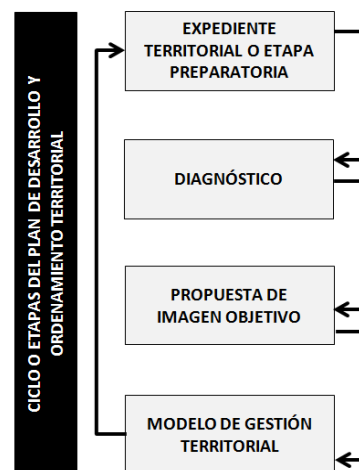 CICLO O ETAPAS DEL PLAN DE DESARROLLO Y
ORDENAMIENTO TERRITORIAL
EXPEDIENTE
TERRITORIAL O ETAPA
PREPARATORIA
DIAGNÓSTICO
PROPUESTA DE
IMAGEN OBJETIVO
MODELO DE GESTIÓN
TERRITORIAL